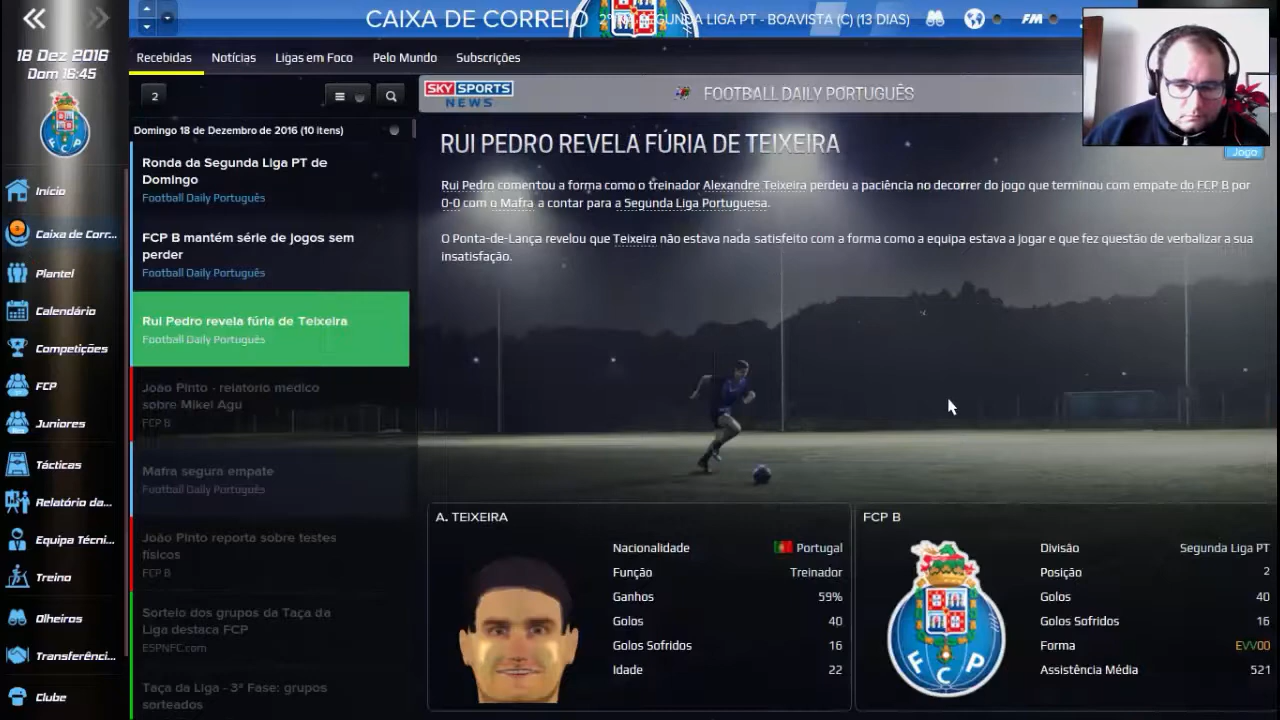 18 Dez 2016
Dom 16:45
CAIXA DE CORREIO
SEGUNDA LIGA PT - BOAVISTA (C) (13 DIAS)
FM
Recebidas
Notícias
Ligas em Foco
Pelo Mundo
Subscrições
2
Domingo 18 de Dezembro de 2016 (10 itens)
Ronda da Segunda Liga PT de
Domingo
Football Daily Português
FCP B mantém série de jogos sem
perder
Football Daily Português
Rui Pedro revela fúria de Teixeira
Football Daily Português
João Pinto - relatório médico
sobre Mikel Agu
FCP B
Mafra segura empate
Football Daily Português
João Pinto reporta sobre testes
físicos
FCP B
Sorteio dos grupos da Taça da
Liga destaca FCP
ESPNFC.com
Taça da Liga - 3ª Fase: grupos
sorteados
Início
Caixa de Corr...
Plantel
Calendário
Competições
FCP
Juniores
Tácticas
Relatório da...
Equipa Técni...
Treino
Olheiros
Transferênci...
Clube
SKY SPORTS
NEWS
FOOTBALL DAILY PORTUGUÊS
Jogo
RUI PEDRO REVELA FÚRIA DE TEIXEIRA
Rui Pedro comentou a forma como o treinador Alexandre Teixeira perdeu a paciência no decorrer do jogo que terminou com empate do FCP B por
0-0 com o Mafra a contar para a Segunda Liga Portuguesa.
O Ponta-de-Lança revelou que Teixeira não estava nada satisfeito com a forma como a equipa estava a jogar e que fez questão de verbalizar a sua
insatisfação.
A. TEIXEIRA
Nacionalidade Portugal
Função Treinador
Ganhos 59%
Golos 40
Golos Sofridos 16
Idade 22
FCP B
FCP
Divisão Segunda Liga PT
Posição 2
Golos 40
Golos Sofridos 16
Forma EVV00
Assistência Média 521